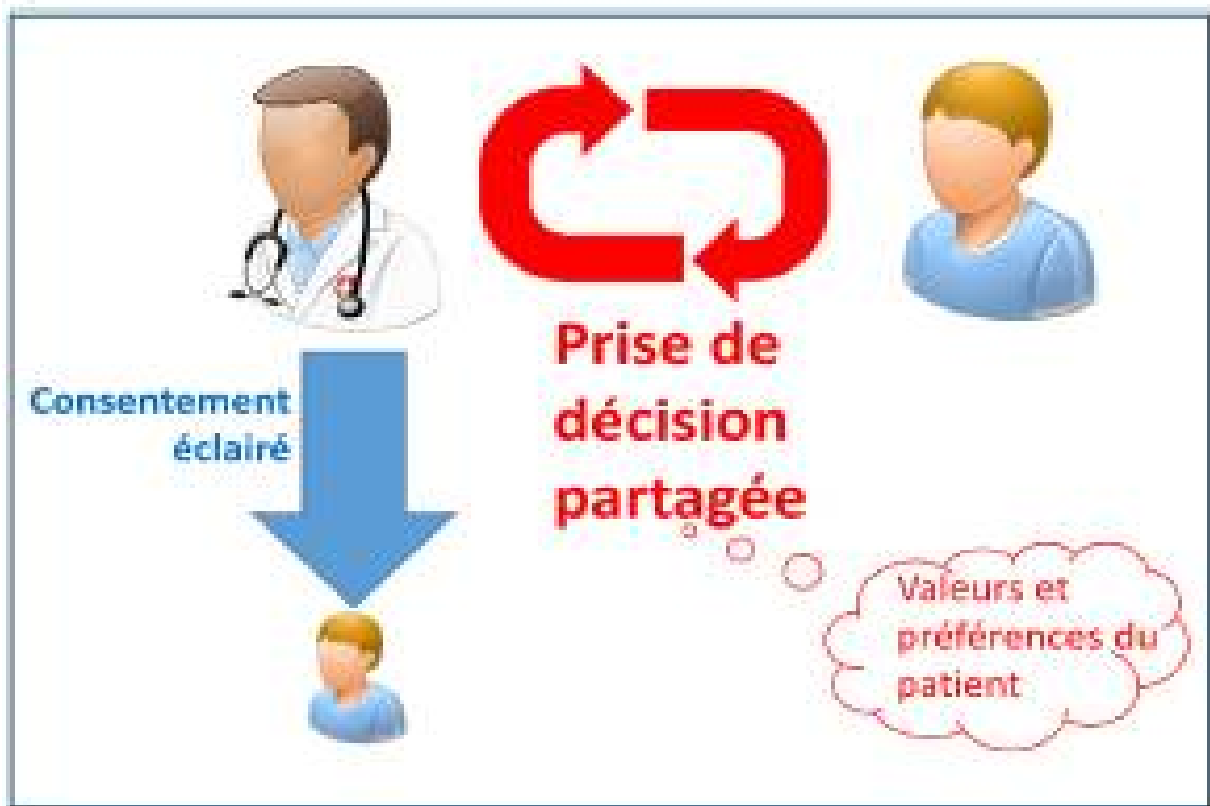 Consentement
éclairé
Prise de
décision
partagée
Valeurs et
préférences du
patient